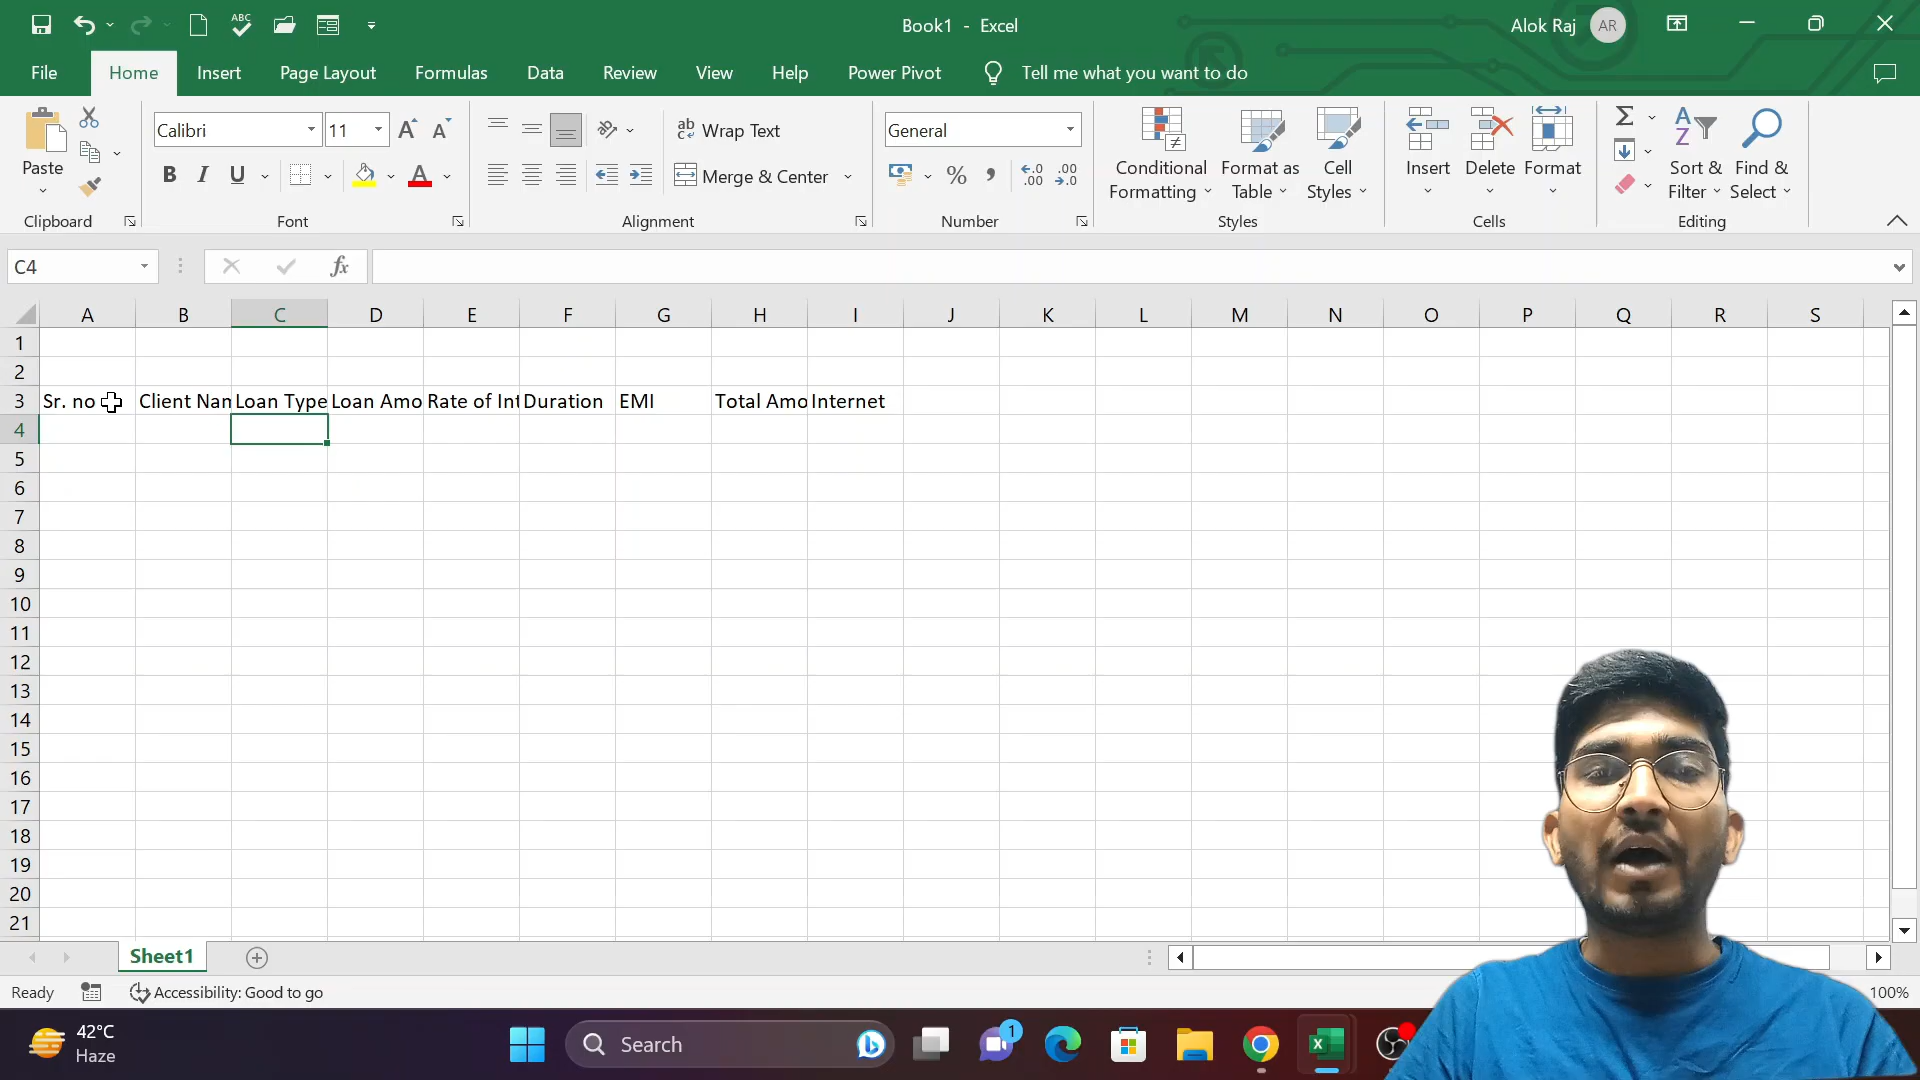 ABC
Book1 - Excel
Alok Raj
AR
File
Home
Insert
Page Layout
Formulas
Data
Review
View
Help
Power Pivot
Tell me what you want to do
Paste
Calibri
11
A
A
B
I
U
A
ab
Wrap Text
Merge & Center
General
%
,
.00
.00
Conditional
Formatting
Format as
Table
Cell
Styles
Insert
Delete
Format
Σ
A
Z
Sort &
Filter
Find &
Select
Clipboard
Font
Alignment
Number
Styles
Cells
Editing
C4
fx
A B C D E F G H I J K L M N O P Q R S
1
2
3 Sr. no Client Nan Loan Type Loan Amo Rate of Int Duration EMI Total Amo Internet
4
5
6
7
8
9
10
11
12
13
14
15
16
17
18
19
20
21
Sheet1
Ready
Accessibility: Good to go
100%
42°C
Haze
Search
1